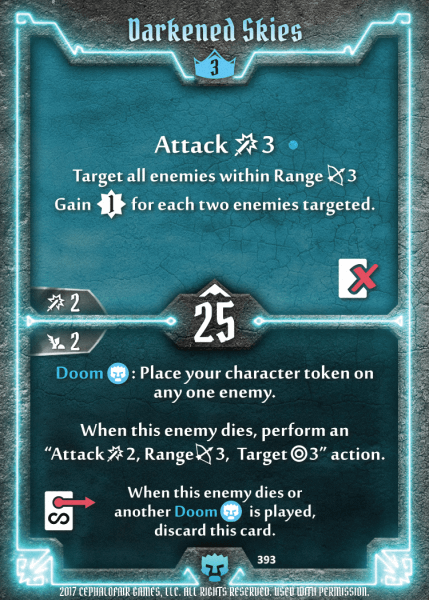 Darkened Skies
3
Attack 3
Target all enemies within Range 3
Gain 1 for each two enemies targeted.
2
25
2
Doom : Place your character token on
any one enemy.
When this enemy dies, perform an
“Attack 2, Range 3, Target 3” action.
When this enemy dies or
another Doom is played,
discard this card.
393
2017 Cephalofair Games, LLC. All rights reserved. Used with permission.